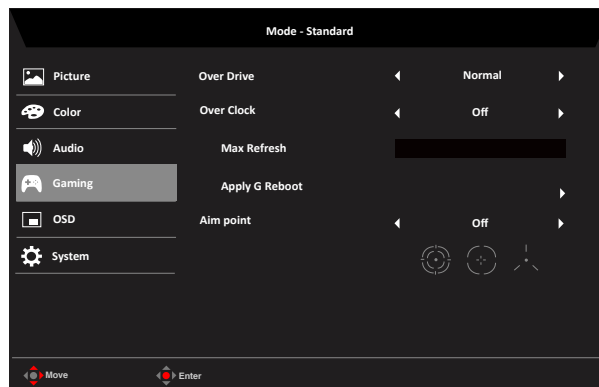 Mode - Standard
Picture
Over Drive
Normal
Color
Over Clock
Off
Audio
Max Refresh
Gaming
Apply G Reboot
OSD
Aim point
Off
System
Move
Enter